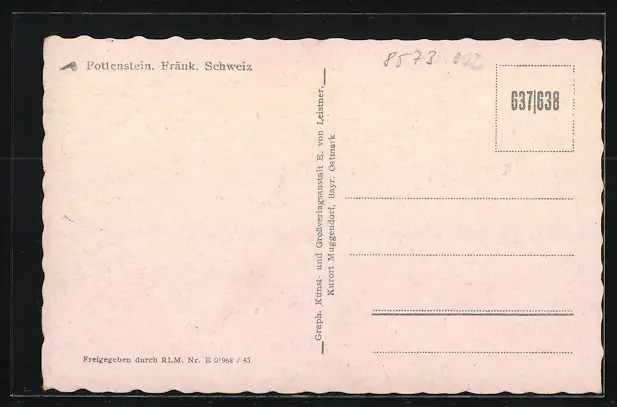 Pottenstein. Fränk. Schweiz
8573
637|638
Graph. Kunst- und Großverlagsanstalt E. von Leistner,
Kurort Muggendorf, Bayr. Ostmark
Freigegeben durch RLM. Nr. E 01968 / 43